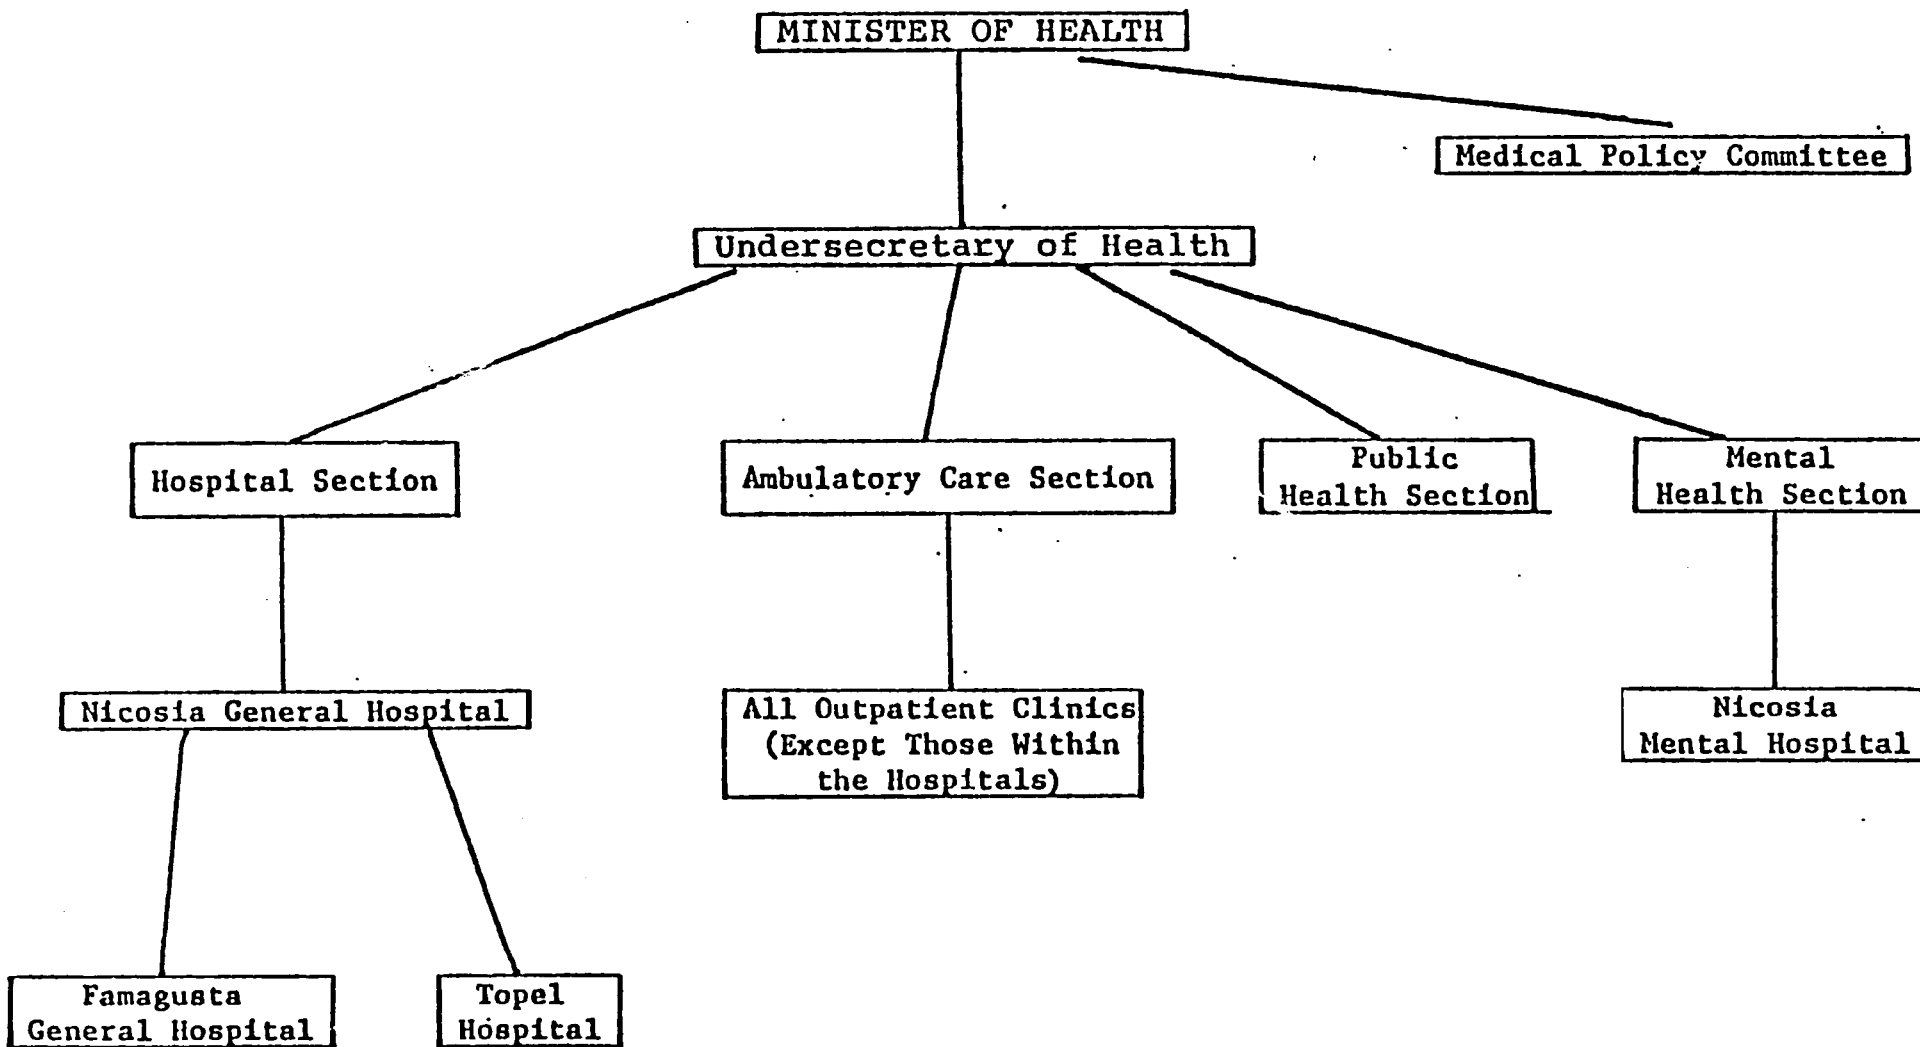 MINISTER OF HEALTH
Medical Policy Committee
Undersecretary of Health
Hospital Section
Ambulatory Care Section
Public
Health Section
Mental
Health Section
Nicosia General Hospital
All Outpatient Clinics
(Except Those Within
the Hospitals)
Nicosia
Mental Hospital
Famagusta
General Hospital
Topel
Hospital